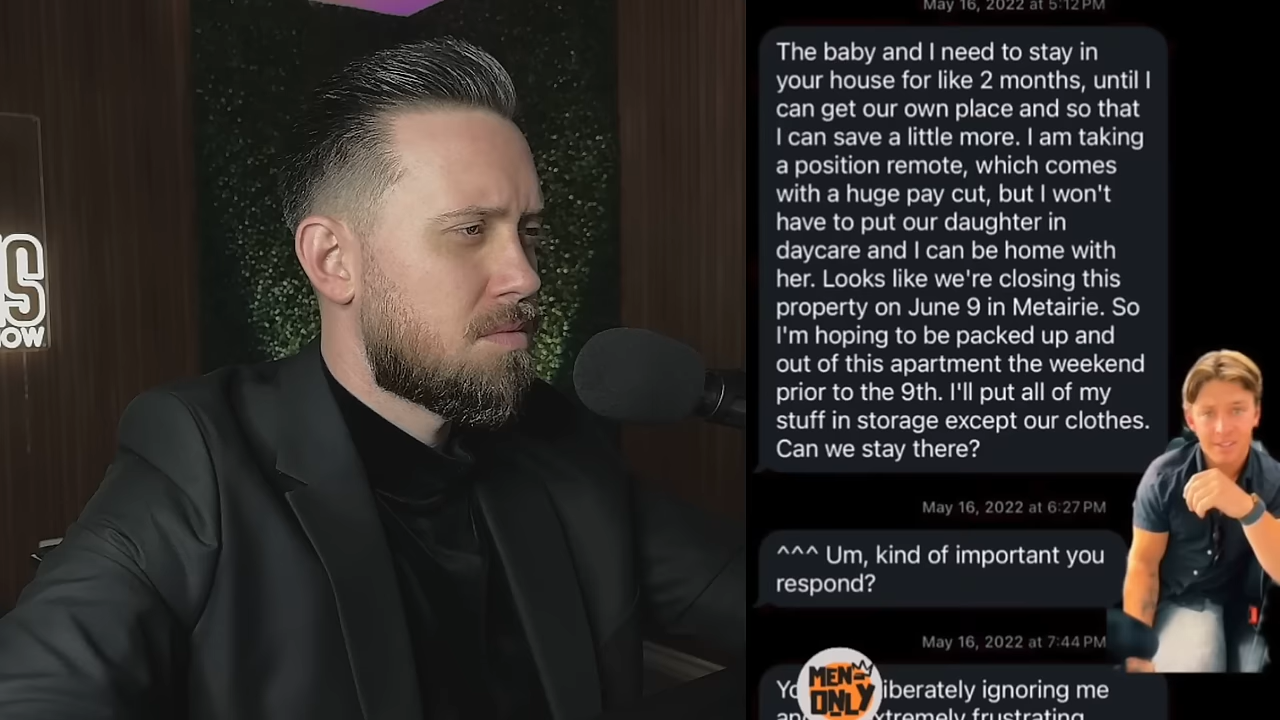 S
OW.
May 16, 2022 at 5:12 PM
The baby and I need to stay in
your house for like 2 months, until I
can get our own place and so that
I can save a little more. I am taking
a position remote, which comes
with a huge pay cut, but I won't
have to put our daughter in
daycare and I can be home with
her. Looks like we're closing this
property on June 9 in Metairie. So
I'm hoping to be packed up and
out of this apartment the weekend
prior to the 9th. I'll put all of my
stuff in storage except our clothes.
Can we stay there?
May 16, 2022 at 6:27 PM
^^^ Um, kind of important you
respond?
May 16, 2022 at 7:44 PM
iberately ignoring me
xtremely frustrating
MEN
ONLY